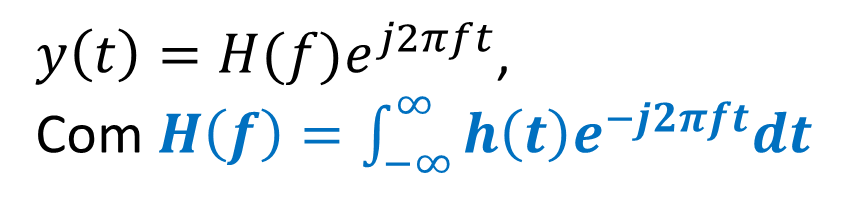 y(t) = H(f)e^{j2πft},
Com H(f) = ∫_{-∞}^{∞} h(t)e^{-j2πft}dt